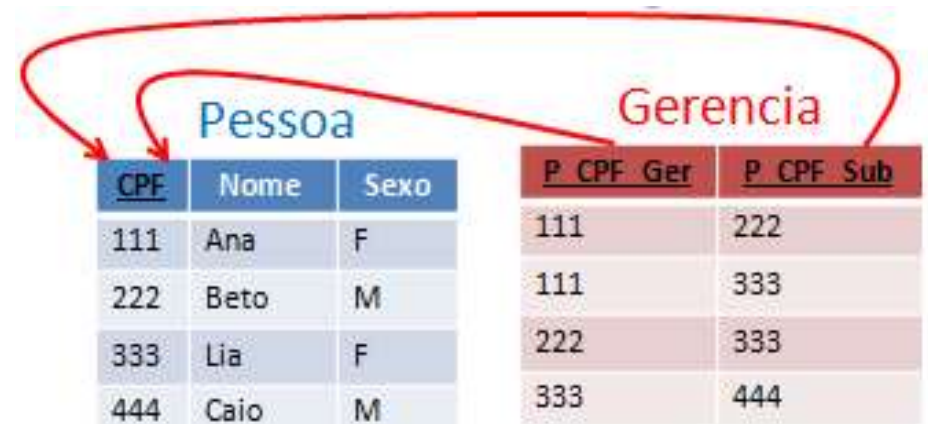 Pessoa
CPF Nome Sexo
111 Ana F
222 Beto M
333 Lia F
444 Caio M
Gerencia
P_CPF_Ger P_CPF_Sub
111 222
111 333
222 333
333 444